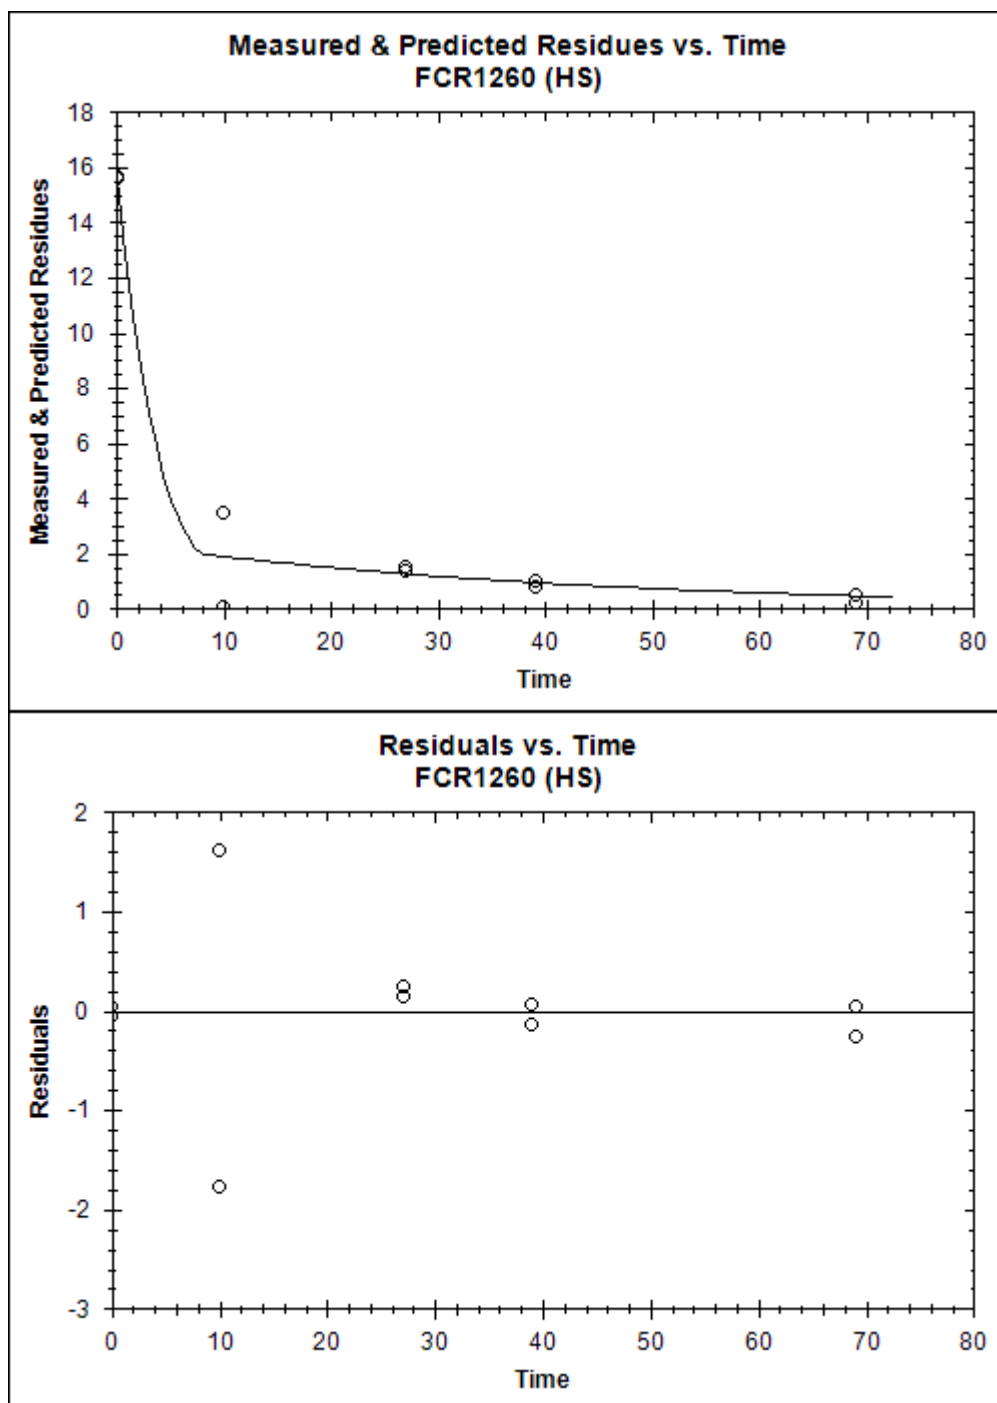 Measured & Predicted Residues vs. Time
FCR1260 (HS)
18
16
14
12
10
8
6
4
2
0
Measured & Predicted Residues
0 10 20 30 40 50 60 70 80
Time
Residuals vs. Time
FCR1260 (HS)
2
1
0
-1
-2
-3
Residuals
0 10 20 30 40 50 60 70 80
Time